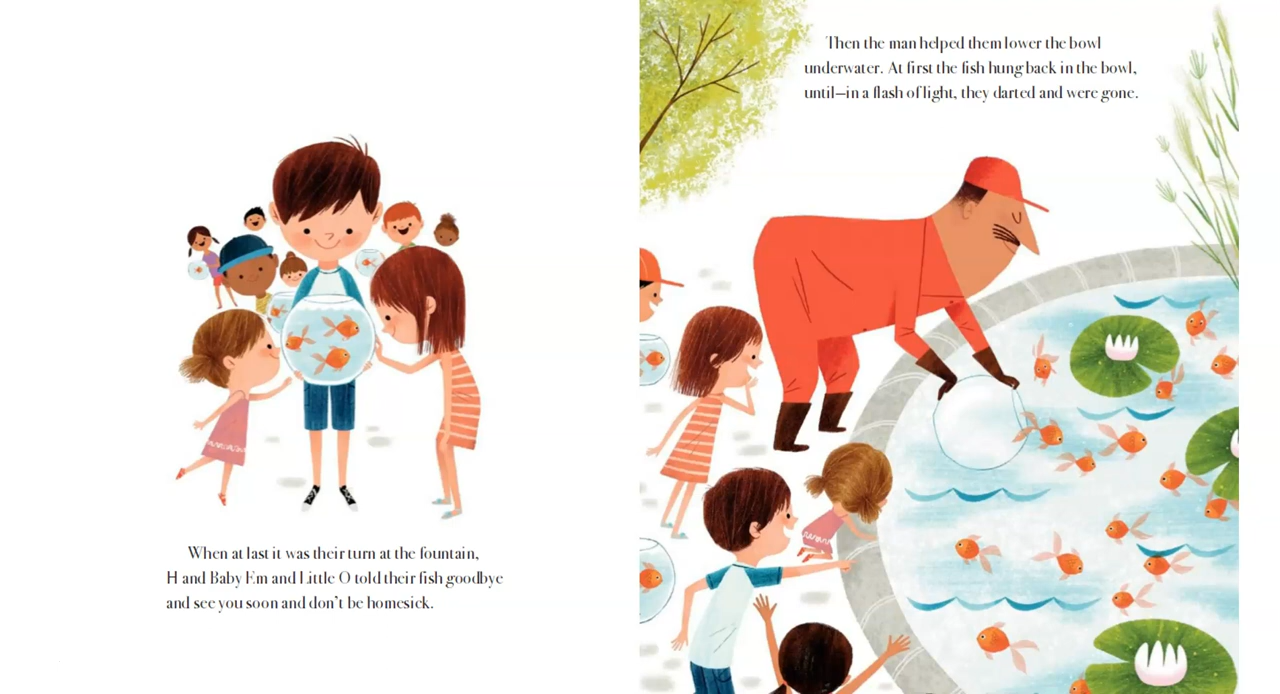 When at last it was their turn at the fountain,
H and Baby Em and Little O told their fish goodbye
and see you soon and don’t be homesick.
Then the man helped them lower the bowl
underwater. At first the fish hung back in the bowl,
until—in a flash of light, they darted and were gone.